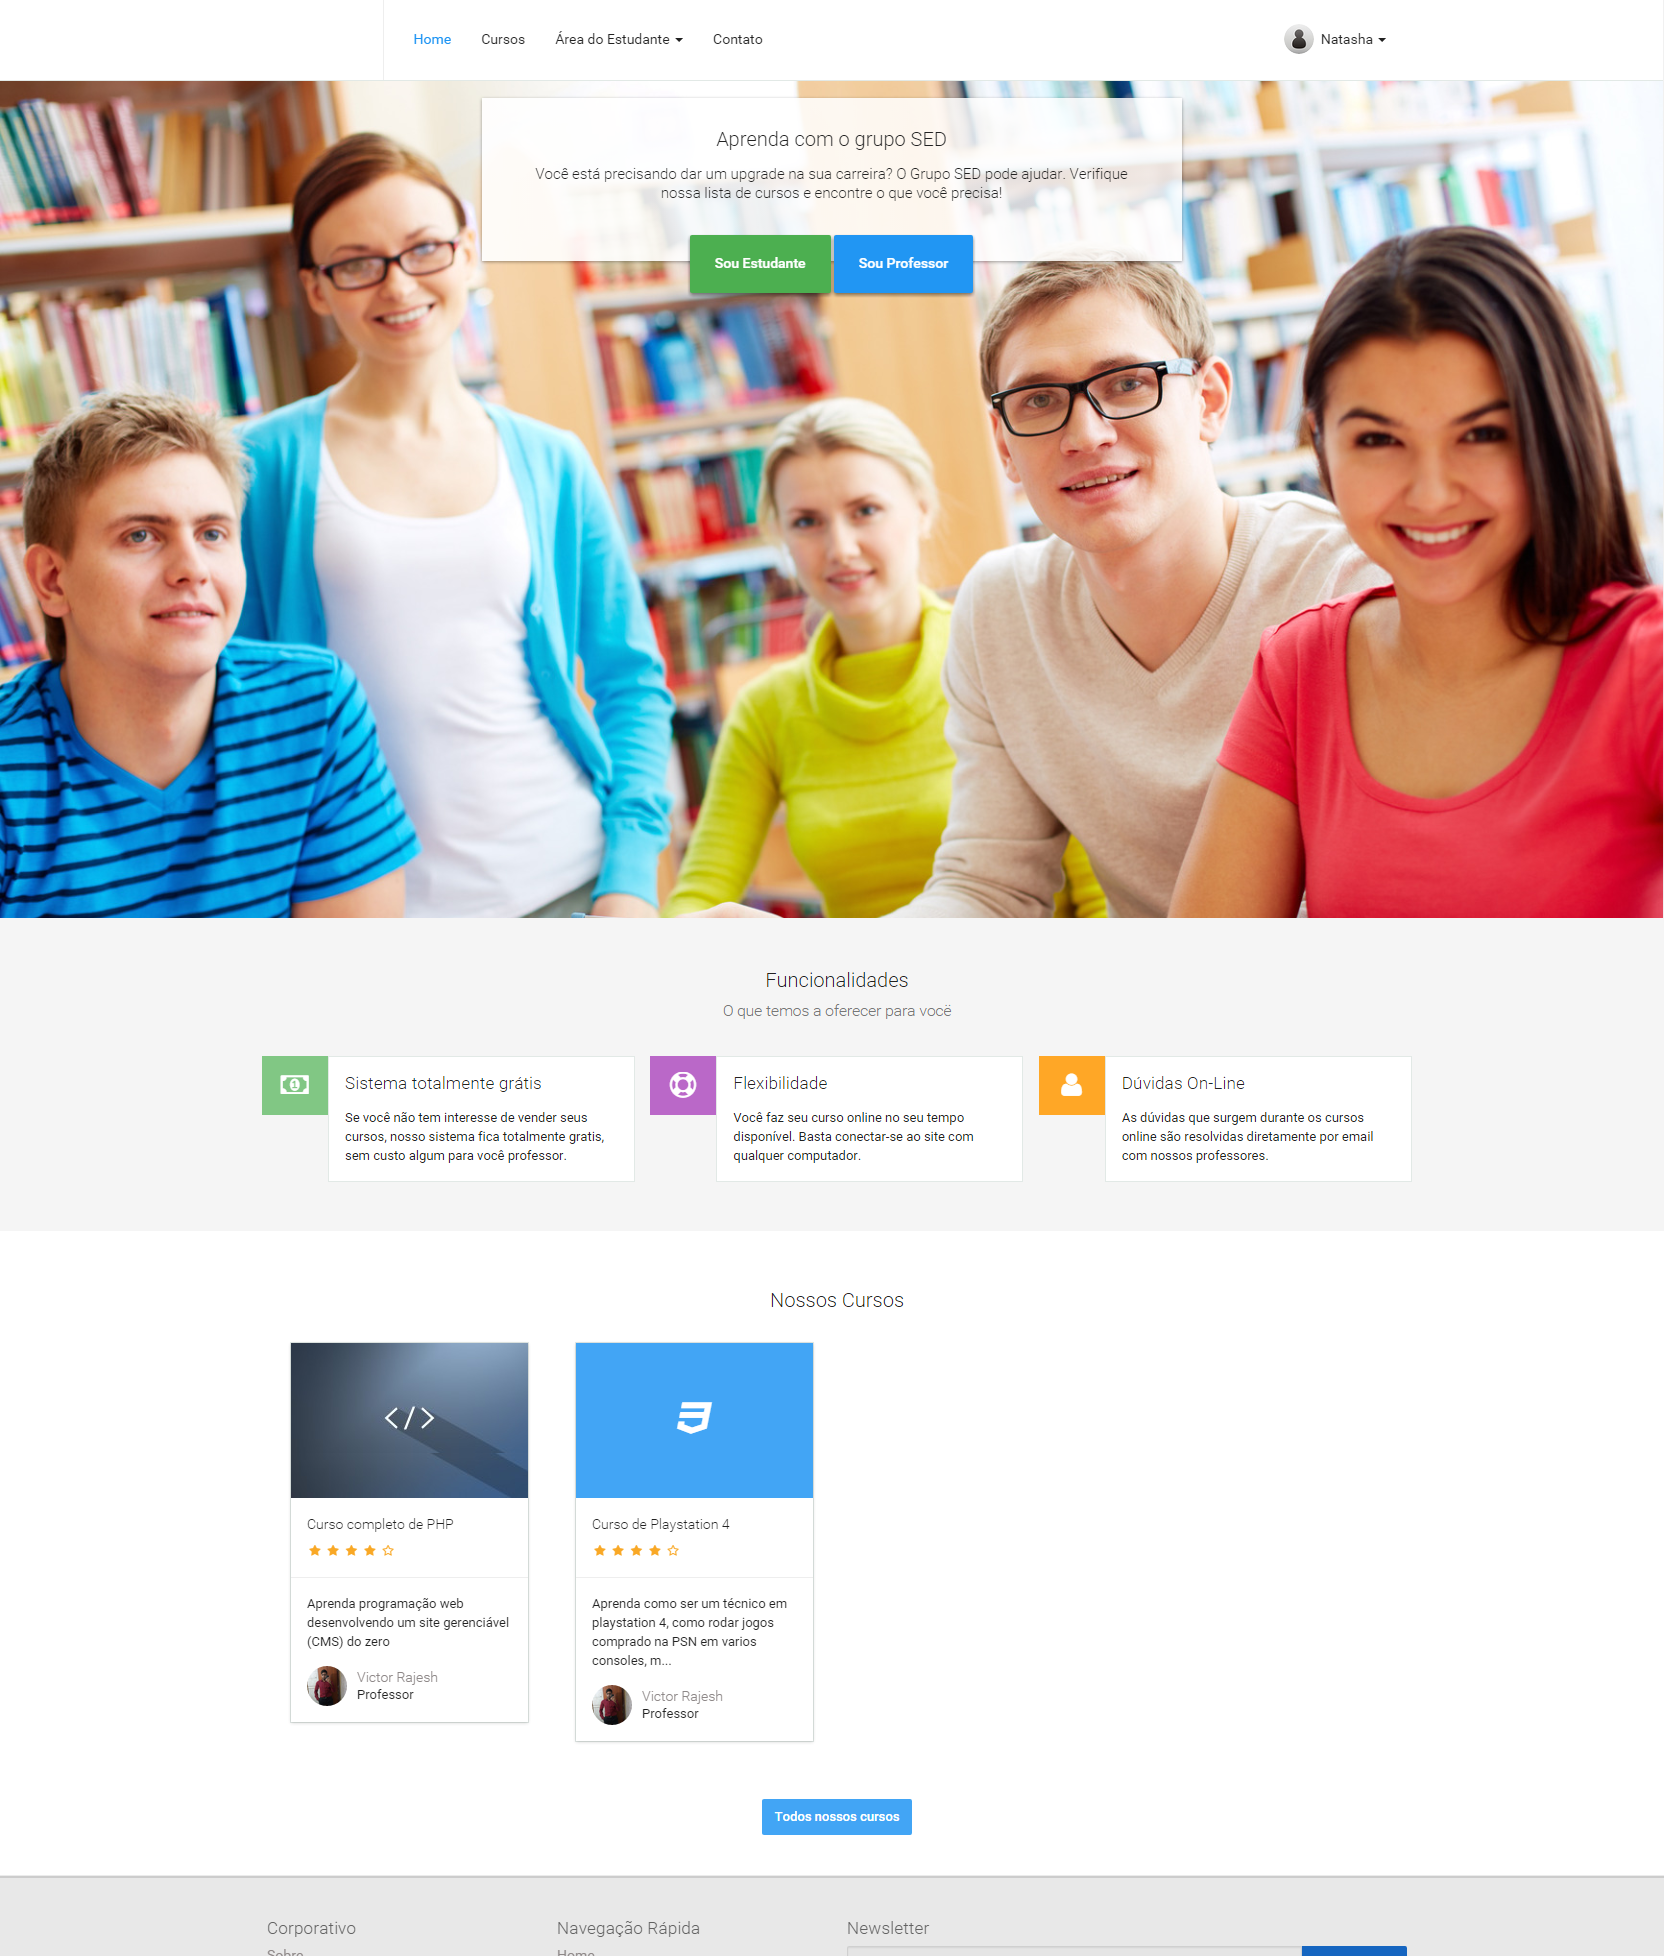 Home Cursos Área do Estudante Contato Natasha
Aprenda com o grupo SED
Você está precisando dar um upgrade na sua carreira? O Grupo SED pode ajudar. Verifique
nossa lista de cursos e encontre o que você precisa!
Sou Estudante Sou Professor
Funcionalidades
O que temos a oferecer para vocë
Sistema totalmente grátis
Se você não tem interesse de vender seus
cursos, nosso sistema fica totalmente gratis,
sem custo algum para você professor.
Flexibilidade
Você faz seu curso online no seu tempo
disponível. Basta conectar-se ao site com
qualquer computador.
Dúvidas On-Line
As dúvidas que surgem durante os cursos
online são resolvidas diretamente por email
com nossos professores.
Nossos Cursos
</>
Curso completo de PHP
Aprenda programação web
desenvolvendo um site gerenciável
(CMS) do zero
Victor Rajesh
Professor
Curso de Playstation 4
Aprenda como ser um técnico em
playstation 4, como rodar jogos
comprado na PSN em varios
consoles, m...
Victor Rajesh
Professor
Todos nossos cursos
Corporativo
Sobre
Navegação Rápida
Home
Newsletter